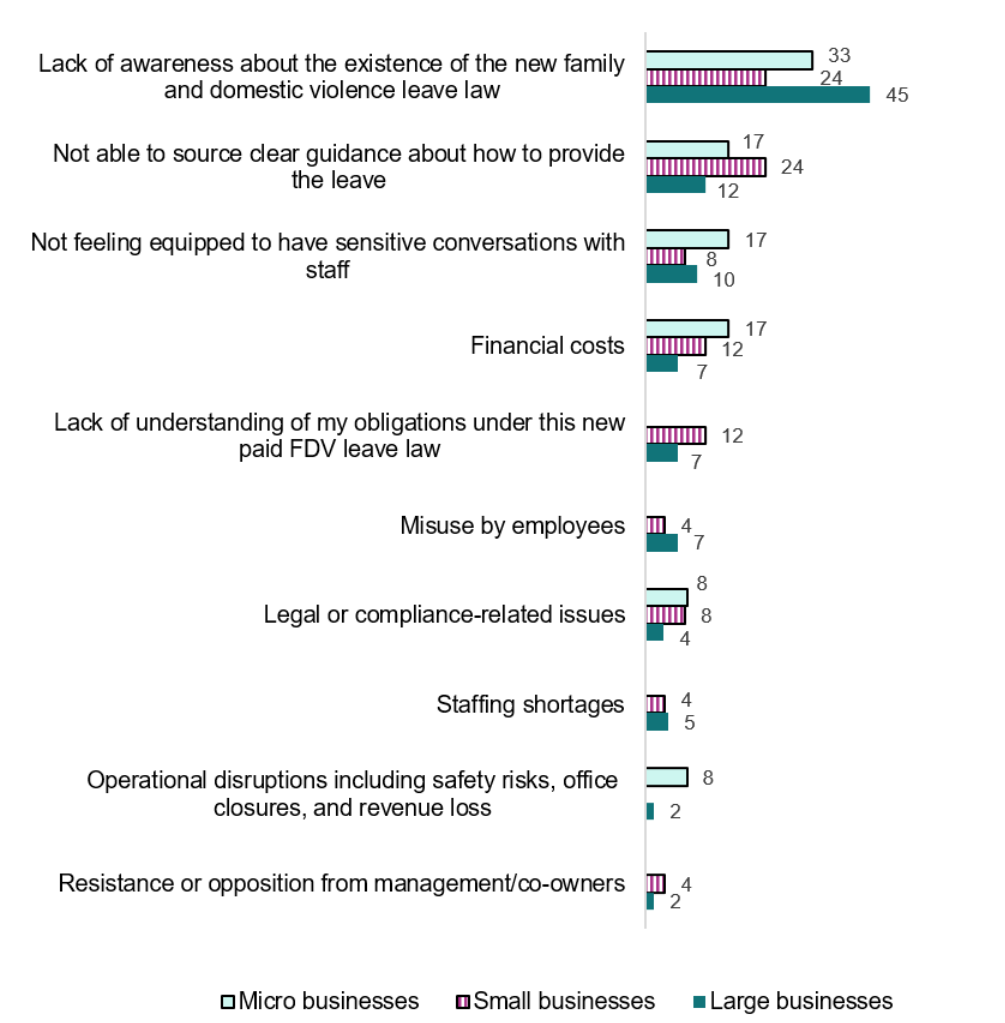 Lack of awareness about the existence of the new family
and domestic violence leave law
33
24
45
Not able to source clear guidance about how to provide
the leave
17
24
12
Not feeling equipped to have sensitive conversations with
staff
17
8
10
Financial costs
17
12
7
Lack of understanding of my obligations under this new
paid FDV leave law
12
7
Misuse by employees
4
7
Legal or compliance-related issues
8
8
4
Staffing shortages
4
5
Operational disruptions including safety risks, office
closures, and revenue loss
8
2
Resistance or opposition from management/co-owners
4
2
Micro businesses Small businesses Large businesses